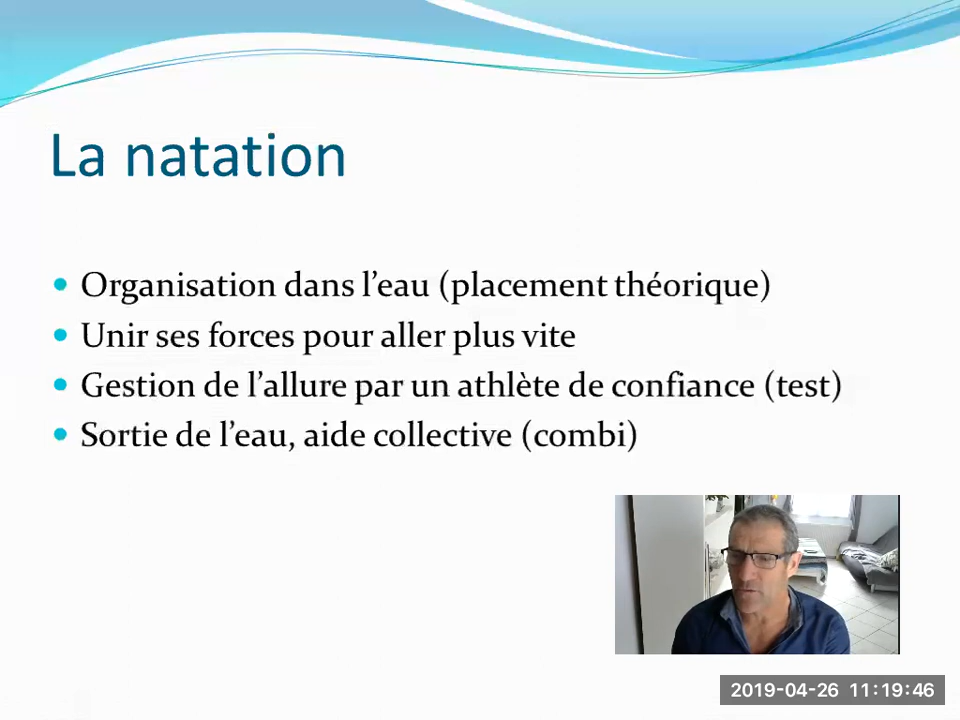 La natation
Organisation dans l'eau (placement théorique)
Unir ses forces pour aller plus vite
Gestion de l'allure par un athlète de confiance (test)
Sortie de l'eau, aide collective (combi)
2019-04-26 11:19:46